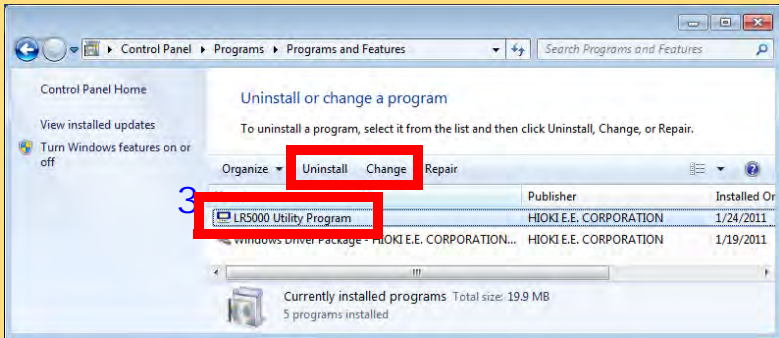 Control Panel ▸ Programs ▸ Programs and Features
Search Programs and Features
Control Panel Home
View installed updates
Turn Windows features on or
off
Uninstall or change a program
To uninstall a program, select it from the list and then click Uninstall, Change, or Repair.
Organize Uninstall Change Repair
3
Publisher Installed On
LR5000 Utility Program HIOKI E.E. CORPORATION 1/24/2011
Windows Driver Package - HIOKI E.E. CORPORATION... HIOKI E.E. CORPORATION 1/19/2011
Currently installed programs Total size: 19.9 MB
5 programs installed